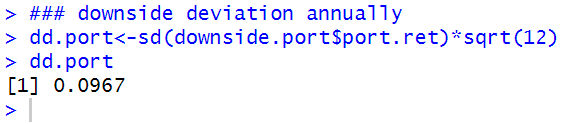 > ### downside deviation annually
> dd.port<-sd(downside.port$port.ret)*sqrt(12)
> dd.port
[1] 0.0967
>